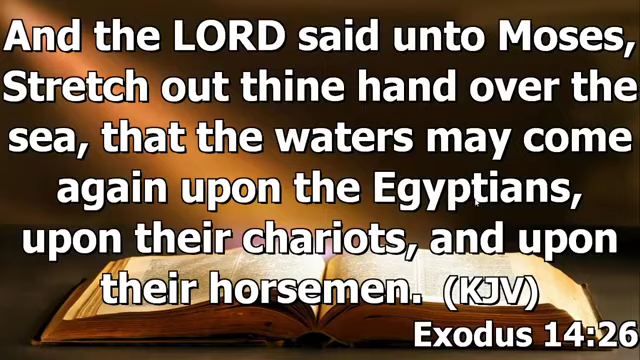 And the LORD said unto Moses,
Stretch out thine hand over the
sea, that the waters may come
again upon the Egyptians,
upon their chariots, and upon
their horsemen. (KJV)
Exodus 14:26